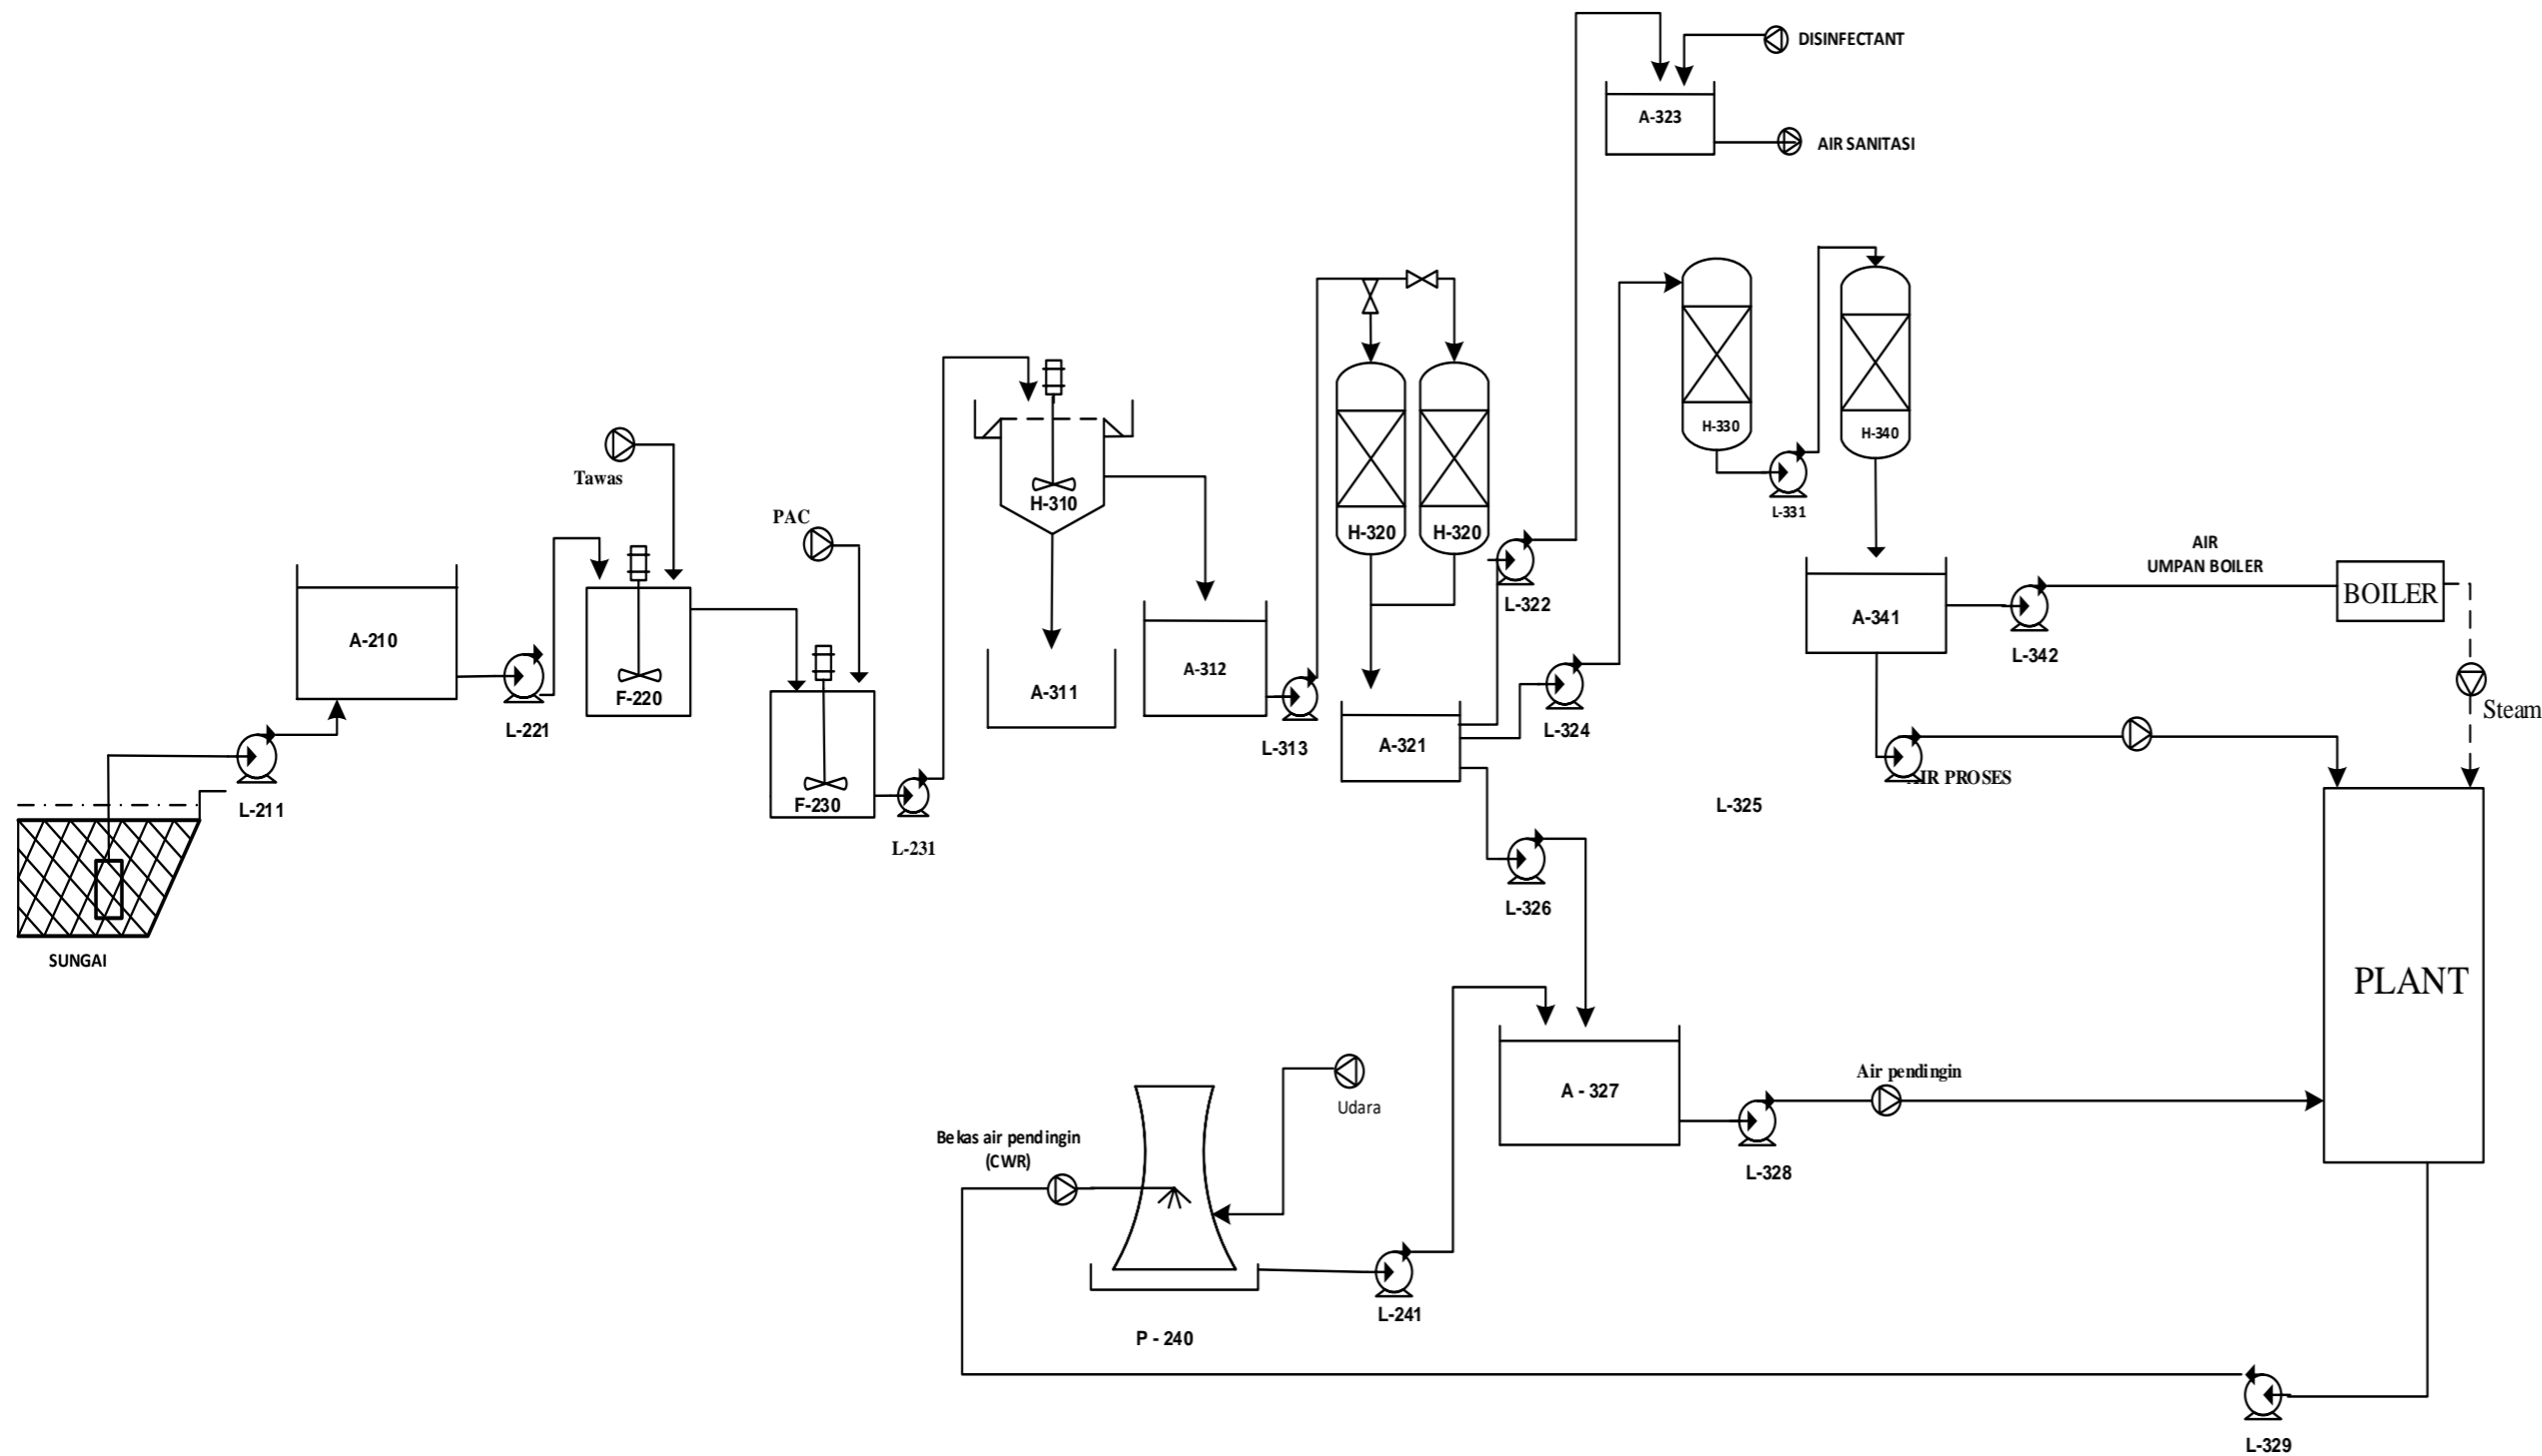 DISINFECTANT
A-323
AIR SANITASI
H-330
H-340
L-331
Tawas
PAC
H-310
H-320
H-320
L-322
AIR
UMPAN BOILER
BOILER
A-210
F-220
A-311
A-312
A-341
L-342
L-221
L-313
A-321
L-324
Steam
L-211
F-230
L-231
L-325
AIR PROSES
SUNGAI
L-326
PLANT
Air pendingin
A - 327
Udara
Bekas air pendingin
(CWR)
L-328
L-241
P - 240
L-329